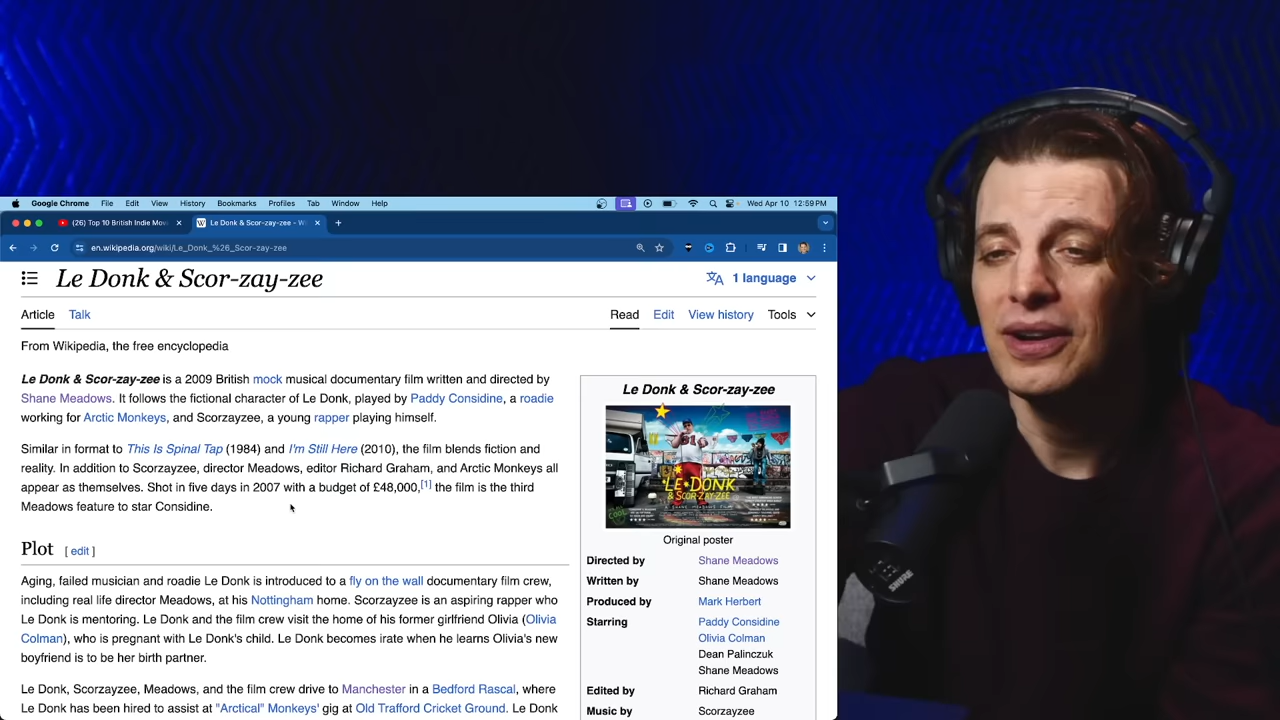 Google Chrome File Edit View History Bookmarks Profiles Tab Window Help Wed Apr 10 12:59 PM
(26) Top 10 British Indie Mov Le Donk & Scor-zay-zee - W
en.wikipedia.org/wiki/Le_Donk_%26_Scor-zay-zee
Le Donk & Scor-zay-zee
1 language
Article Talk Read Edit View history Tools
From Wikipedia, the free encyclopedia
Le Donk & Scor-zay-zee is a 2009 British mock musical documentary film written and directed by
Shane Meadows. It follows the fictional character of Le Donk, played by Paddy Considine, a roadie
working for Arctic Monkeys, and Scorzayzee, a young rapper playing himself.
Similar in format to This Is Spinal Tap (1984) and I'm Still Here (2010), the film blends fiction and
reality. In addition to Scorzayzee, director Meadows, editor Richard Graham, and Arctic Monkeys all
appear as themselves. Shot in five days in 2007 with a budget of £48,000,[1] the film is the third
Meadows feature to star Considine.
Plot [ edit ]
Aging, failed musician and roadie Le Donk is introduced to a fly on the wall documentary film crew,
including real life director Meadows, at his Nottingham home. Scorzayzee is an aspiring rapper who
Le Donk is mentoring. Le Donk and the film crew visit the home of his former girlfriend Olivia (Olivia
Colman), who is pregnant with Le Donk's child. Le Donk becomes irate when he learns Olivia's new
boyfriend is to be her birth partner.
Le Donk, Scorzayzee, Meadows, and the film crew drive to Manchester in a Bedford Rascal, where
Le Donk has been hired to assist at "Arctical" Monkeys' gig at Old Trafford Cricket Ground. Le Donk
Le Donk & Scor-zay-zee
LE DONK
& SCOR-ZAY-ZEE
Original poster
Directed by Shane Meadows
Written by Shane Meadows
Produced by Mark Herbert
Starring Paddy Considine
Olivia Colman
Dean Palinczuk
Shane Meadows
Edited by Richard Graham
Music by Scorzayzee
SHURE